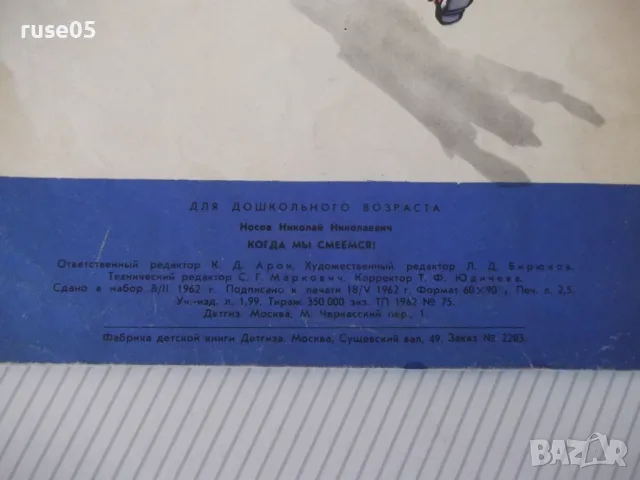 ruse05
ДЛЯ ДОШКОЛЬНОГО ВОЗРАСТА
Носов Николай Николаевич
КОГДА МЫ СМЕЕМСЯ!
Ответственный редактор К. Д. Арон. Художественный редактор Л. Д. Бирюков.
Технический редактор С. Г. Маркович. Корректор Т. Ф. Юдичева.
Сдано в набор 8/II 1962 г. Подписано к печати 18/V 1962 г. Формат 60×90⅛. Печ. л. 2,5.
Уч.-изд. л. 1,99. Тираж 350.000 экз. ТП 1962 № 75.
Детгиз. Москва, М. Черкасский пер., 1
Фабрика детской книги Детгиза. Москва, Сущевский вал, 49. Заказ № 2203.
BAZAR